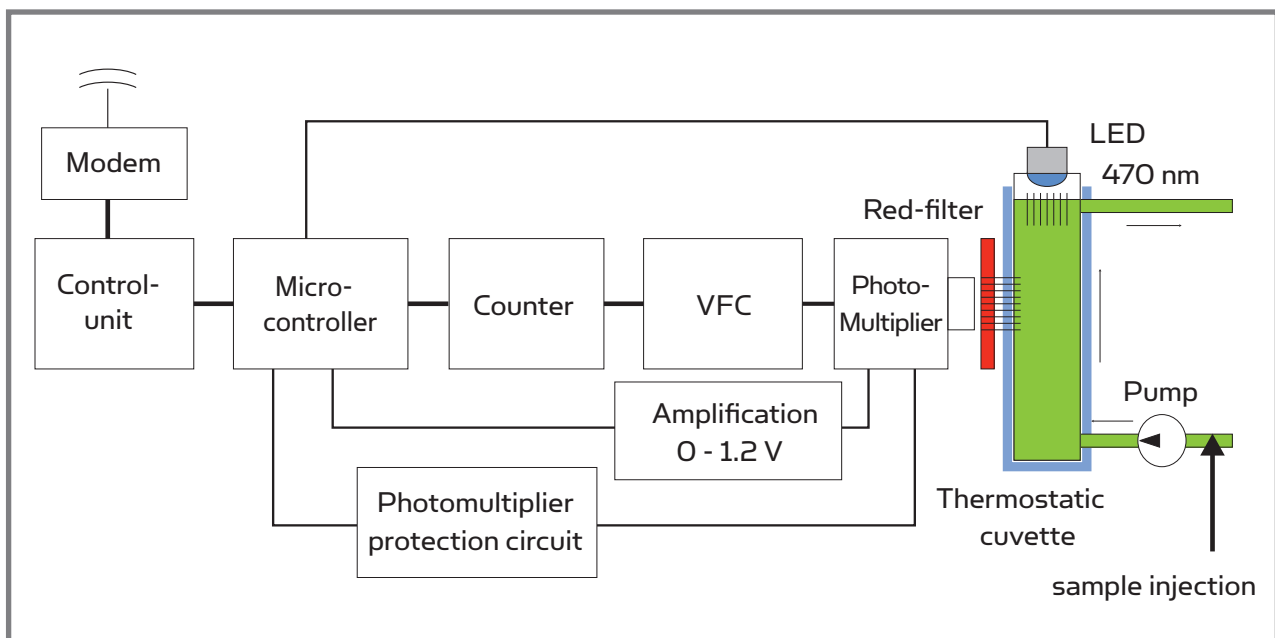 LED
470 nm
Modem
Red-filter
Control-
unit
Micro-
controller
Counter
VFC
Photo-
Multiplier
Amplification
0 - 1.2 V
Pump
Photomultiplier
protection circuit
Thermostatic
cuvette
sample injection